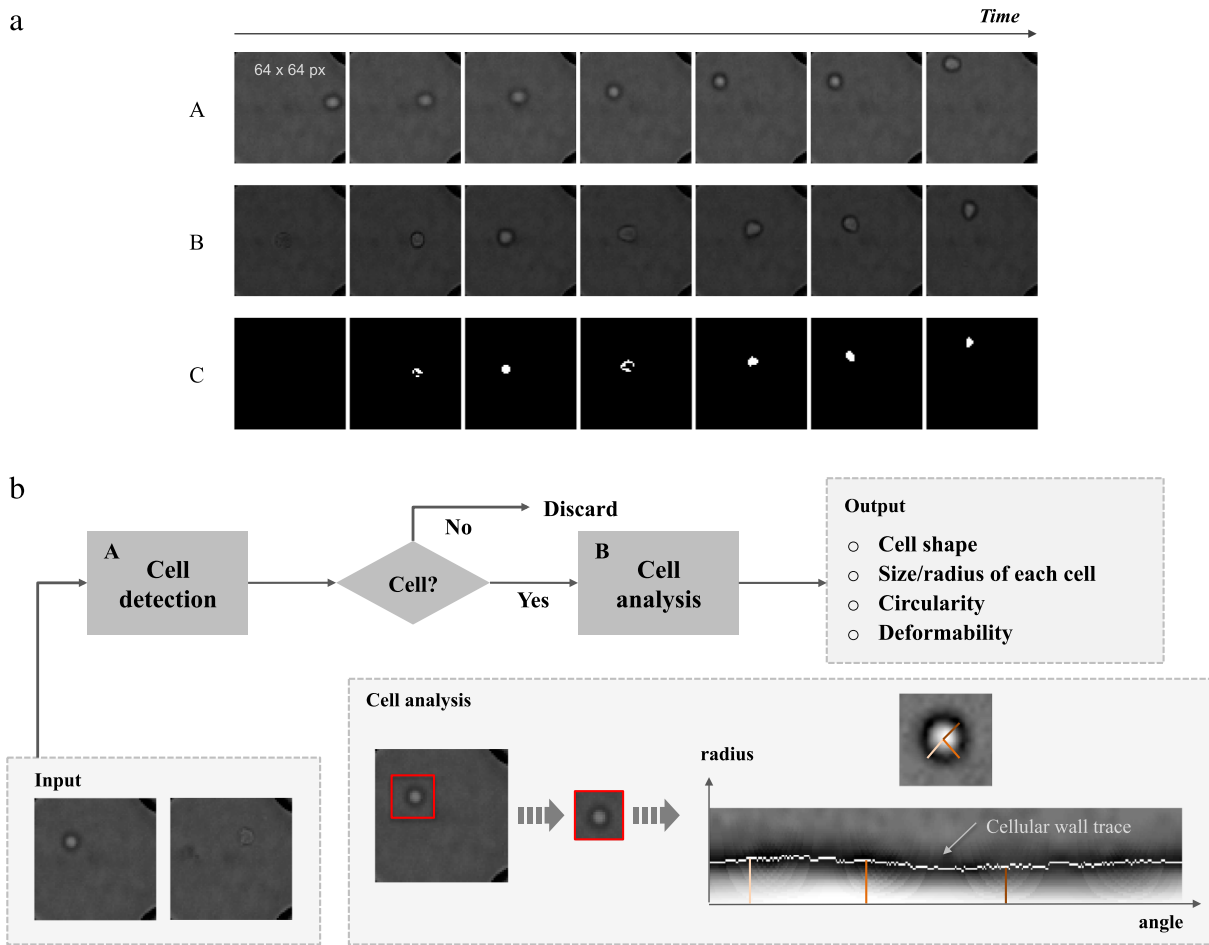 a
Time
64 x 64 px
A
B
C
b
A
Cell
detection
Cell?
No
Discard
Yes
B
Cell
analysis
Output
○ Cell shape
○ Size/radius of each cell
○ Circularity
○ Deformability
Input
Cell analysis
radius
Cellular wall trace
angle